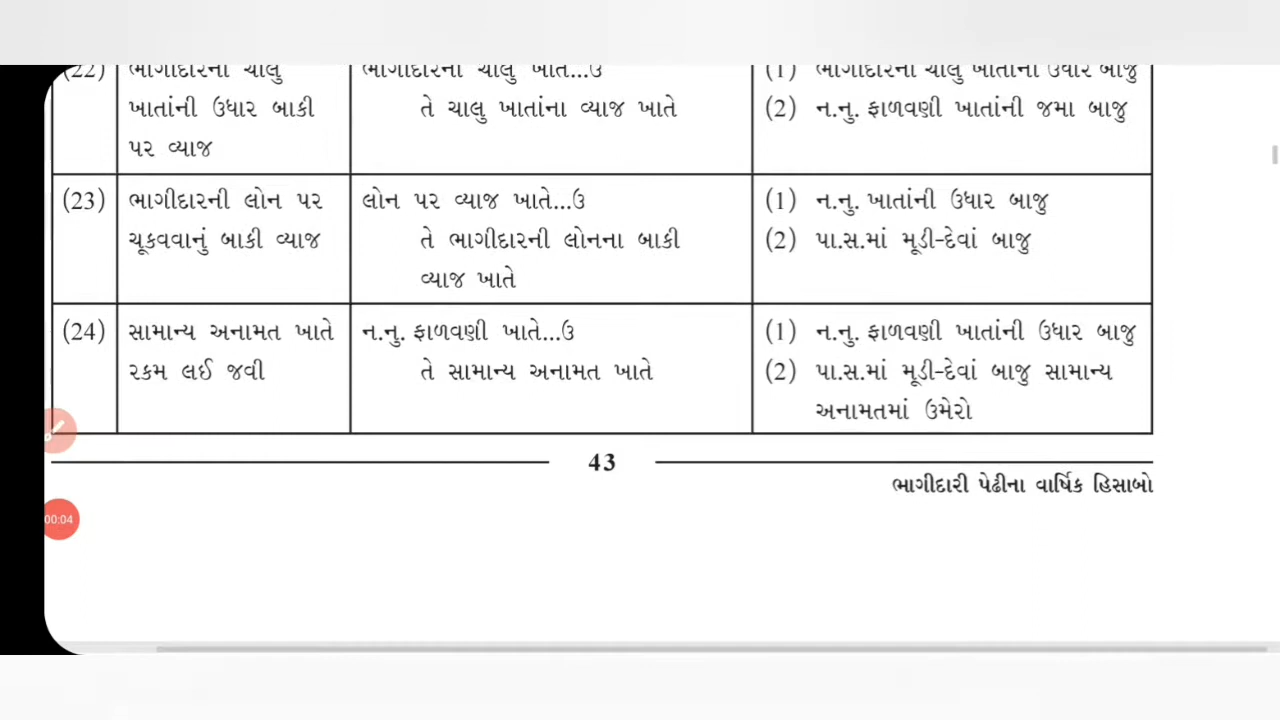 (22) ભાગીદારના ચાલુ ભાગીદારના ચાલુ ખાતે...ઉ (1) ભાગીદારના ચાલુ ખાતાની ઉધાર બાજુ
ખાતાંની ઉધાર બાકી તે ચાલુ ખાતાંના વ્યાજ ખાતે (2) ન.નુ. ફાળવણી ખાતાંની જમા બાજુ
પર વ્યાજ
(23) ભાગીદારની લોન પર લોન પર વ્યાજ ખાતે...ઉ (1) ન.નુ. ખાતાંની ઉધાર બાજુ
ચૂકવવાનું બાકી વ્યાજ તે ભાગીદારની લોનના બાકી (2) પા.સ.માં મૂડી-દેવાં બાજુ
વ્યાજ ખાતે
(24) સામાન્ય અનામત ખાતે ન.નુ. ફાળવણી ખાતે...ઉ (1) ન.નુ. ફાળવણી ખાતાંની ઉધાર બાજુ
રકમ લઈ જવી તે સામાન્ય અનામત ખાતે (2) પા.સ.માં મૂડી-દેવાં બાજુ સામાન્ય
અનામતમાં ઉમેરો
43
ભાગીદારી પેઢીના વાર્ષિક હિસાબો
00:04